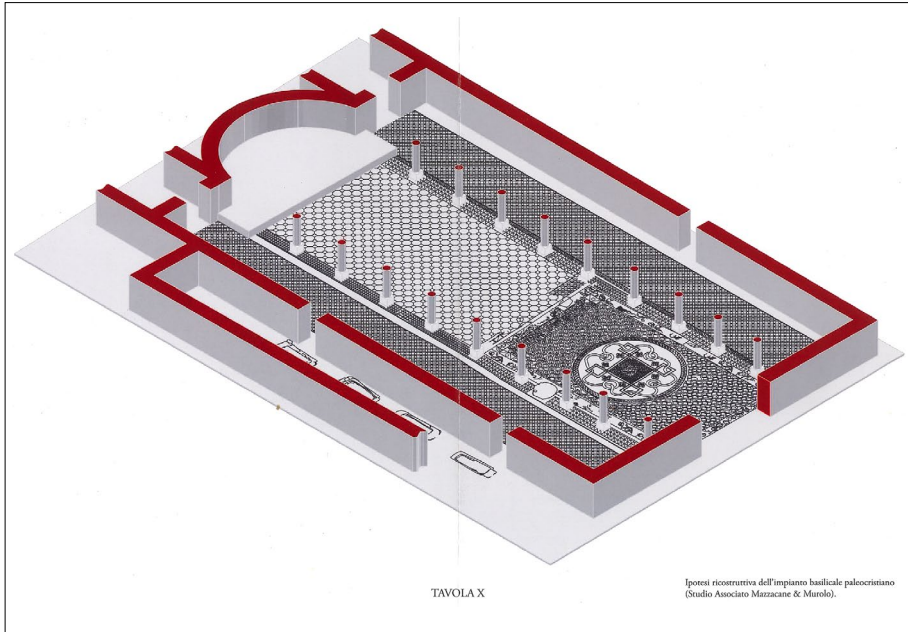 TAVOLA X
Ipotesi ricostruttiva dell'impianto basilicale paleocristiano
(Studio Associato Mazzacane & Murolo).